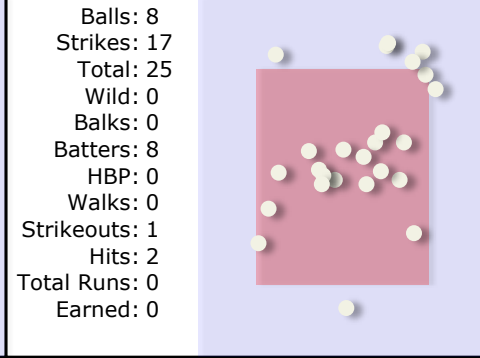 Balls: 8
Strikes: 17
Total: 25
Wild: 0
Balks: 0
Batters: 8
HBP: 0
Walks: 0
Strikeouts: 1
Hits: 2
Total Runs: 0
Earned: 0